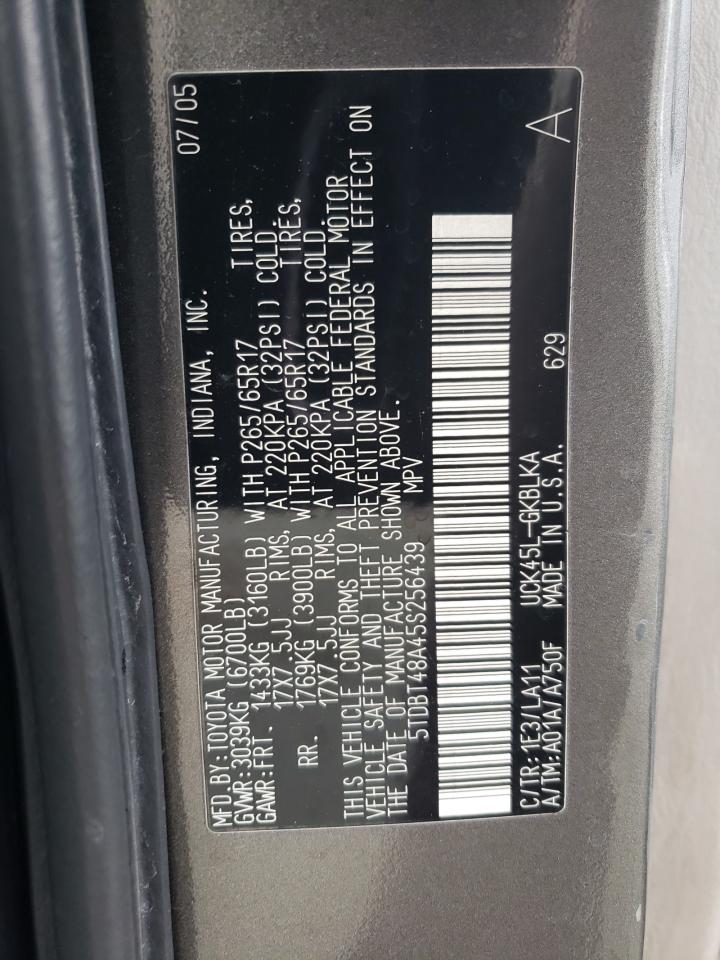 MFD.BY:TOYOTA MOTOR MANUFACTURING, INDIANA, INC. 07/05
GVWR:3039KG (6700LB)
GAWR:FRT. 1433KG (3160LB) WITH P265/65R17 TIRES,
17X7.5JJ RIMS, AT 220KPA (32PSI) COLD.
RR. 1769KG (3900LB) WITH P265/65R17 TIRES,
17X7.5JJ RIMS, AT 220KPA (32PSI) COLD.
THIS VEHICLE CONFORMS TO ALL APPLICABLE FEDERAL MOTOR
VEHICLE SAFETY AND THEFT PREVENTION STANDARDS IN EFFECT ON
THE DATE OF MANUFACTURE SHOWN ABOVE.
5TDBT48A45S256439 MPV
C/TR:1E3/LA11 UCK45L-GKBLKA
A/TM:A01A/A750F MADE IN U.S.A. 629
A